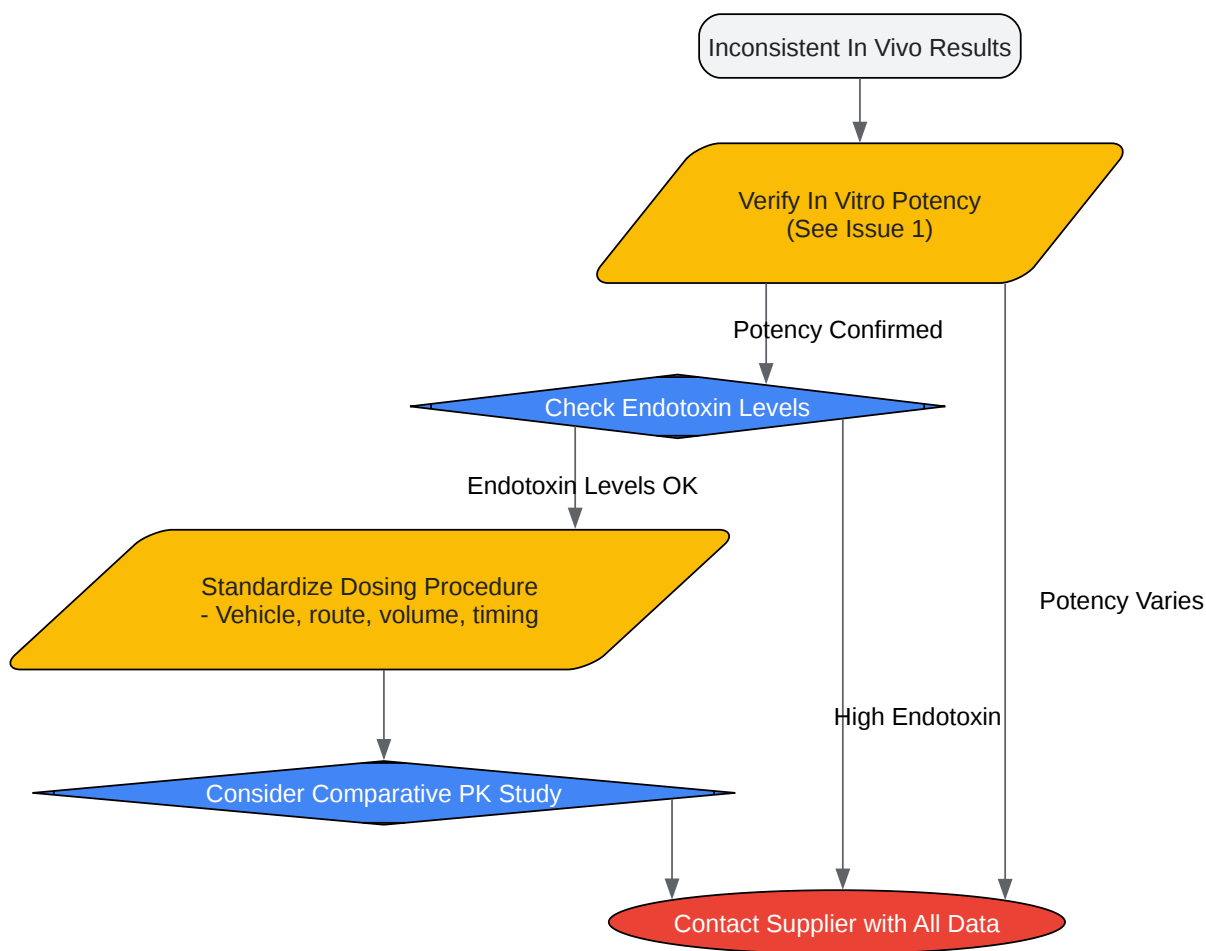 Inconsistent In Vivo Results
Verify In Vitro Potency
(See Issue 1)
Potency Confirmed
Check Endotoxin Levels
Endotoxin Levels OK
Standardize Dosing Procedure
- Vehicle, route, volume, timing
Potency Varies
High Endotoxin
Consider Comparative PK Study
Contact Supplier with All Data